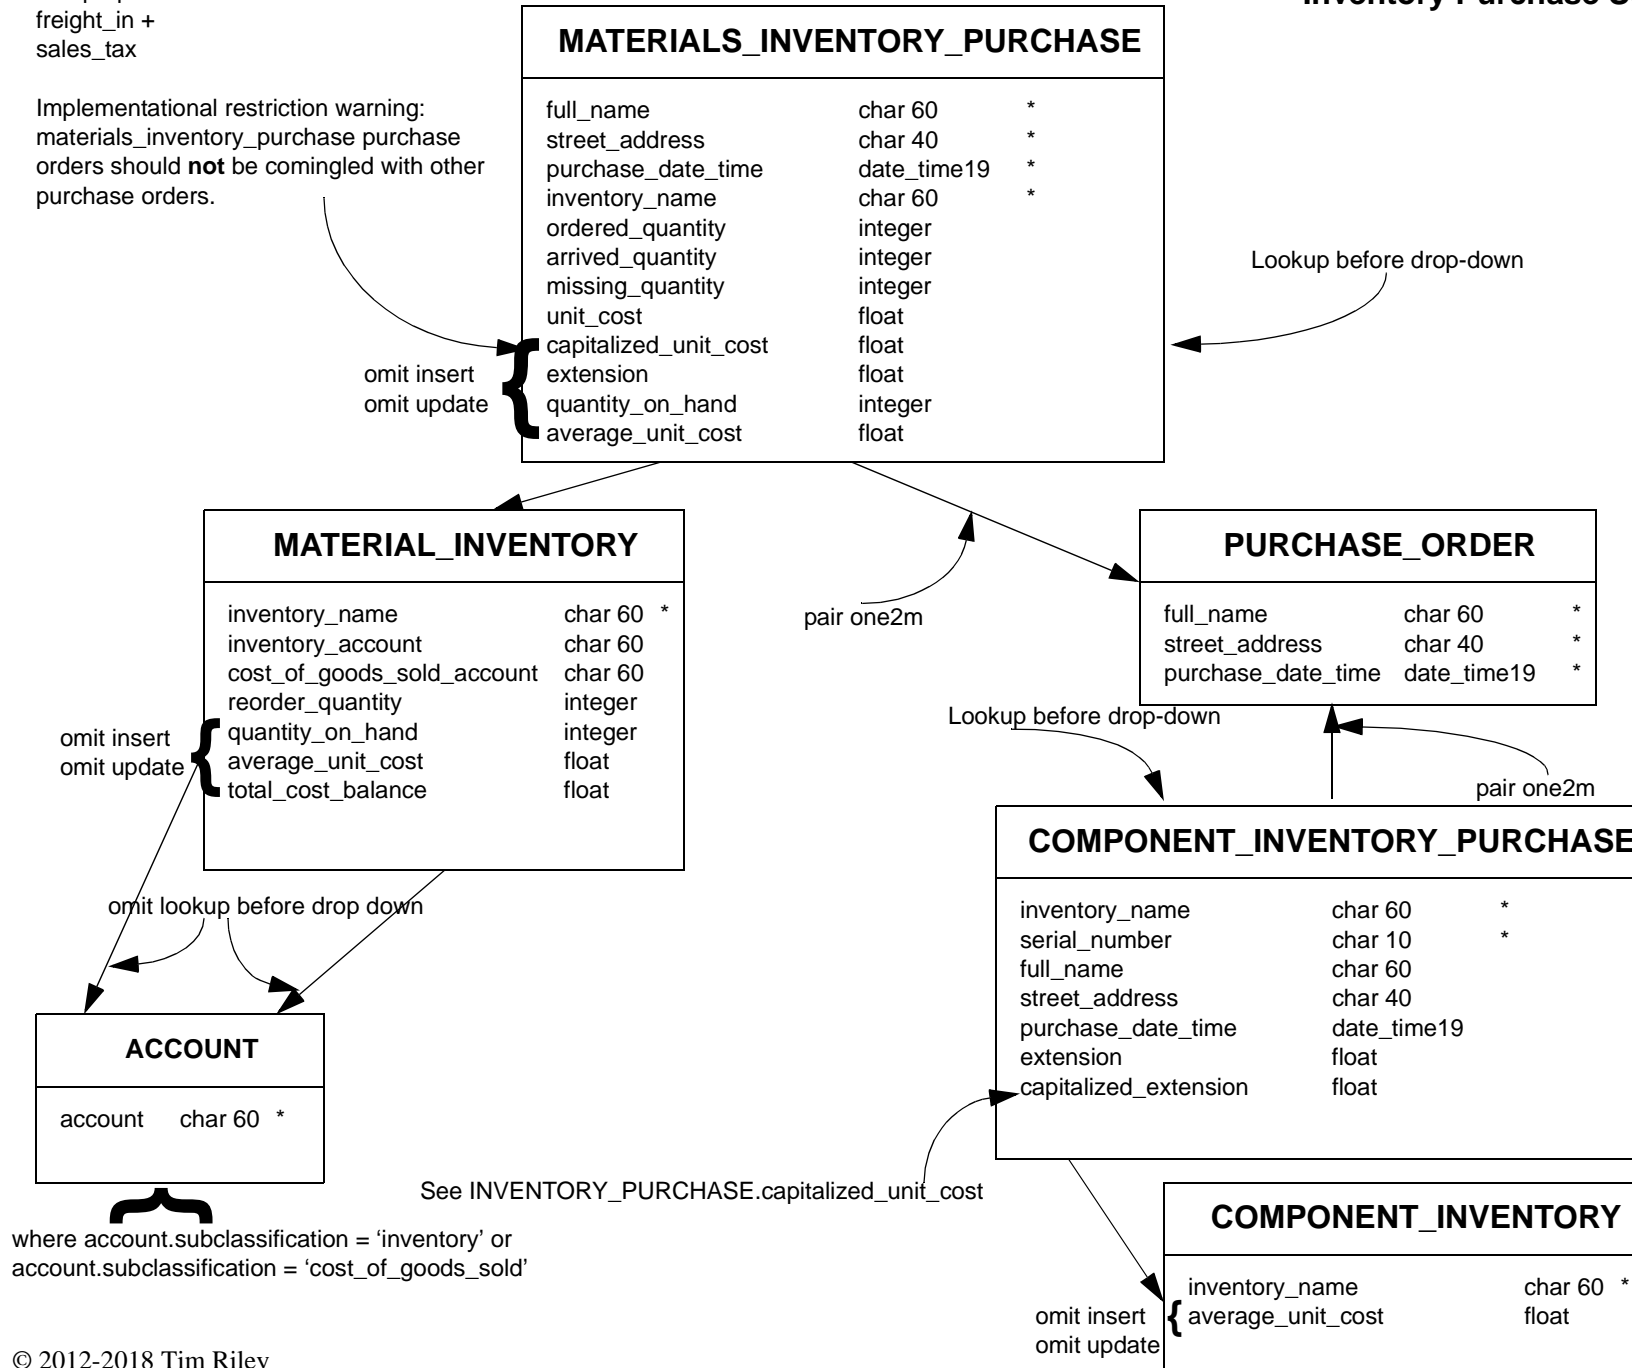 freight_in +
sales_tax
Implementational restriction warning:
materials_inventory_purchase purchase
orders should not be comingled with other
purchase orders.
Inventory Purchase
MATERIALS_INVENTORY_PURCHASE
full_name char 60 *
street_address char 40 *
purchase_date_time date_time19 *
inventory_name char 60 *
ordered_quantity integer
arrived_quantity integer
missing_quantity integer
unit_cost float
capitalized_unit_cost float
extension float
quantity_on_hand integer
average_unit_cost float
omit insert
omit update
Lookup before drop-down
MATERIAL_INVENTORY
inventory_name char 60 *
inventory_account char 60
cost_of_goods_sold_account char 60
reorder_quantity integer
quantity_on_hand integer
average_unit_cost float
total_cost_balance float
omit insert
omit update
pair one2m
PURCHASE_ORDER
full_name char 60 *
street_address char 40 *
purchase_date_time date_time19 *
Lookup before drop-down
pair one2m
COMPONENT_INVENTORY_PURCHASE
inventory_name char 60 *
serial_number char 10 *
full_name char 60
street_address char 40
purchase_date_time date_time19
extension float
capitalized_extension float
omit lookup before drop down
ACCOUNT
account char 60 *
See INVENTORY_PURCHASE.capitalized_unit_cost
where account.subclassification = ‘inventory’ or
account.subclassification = ‘cost_of_goods_sold’
COMPONENT_INVENTORY
inventory_name char 60 *
average_unit_cost float
omit insert
omit update
© 2012-2018 Tim Riley